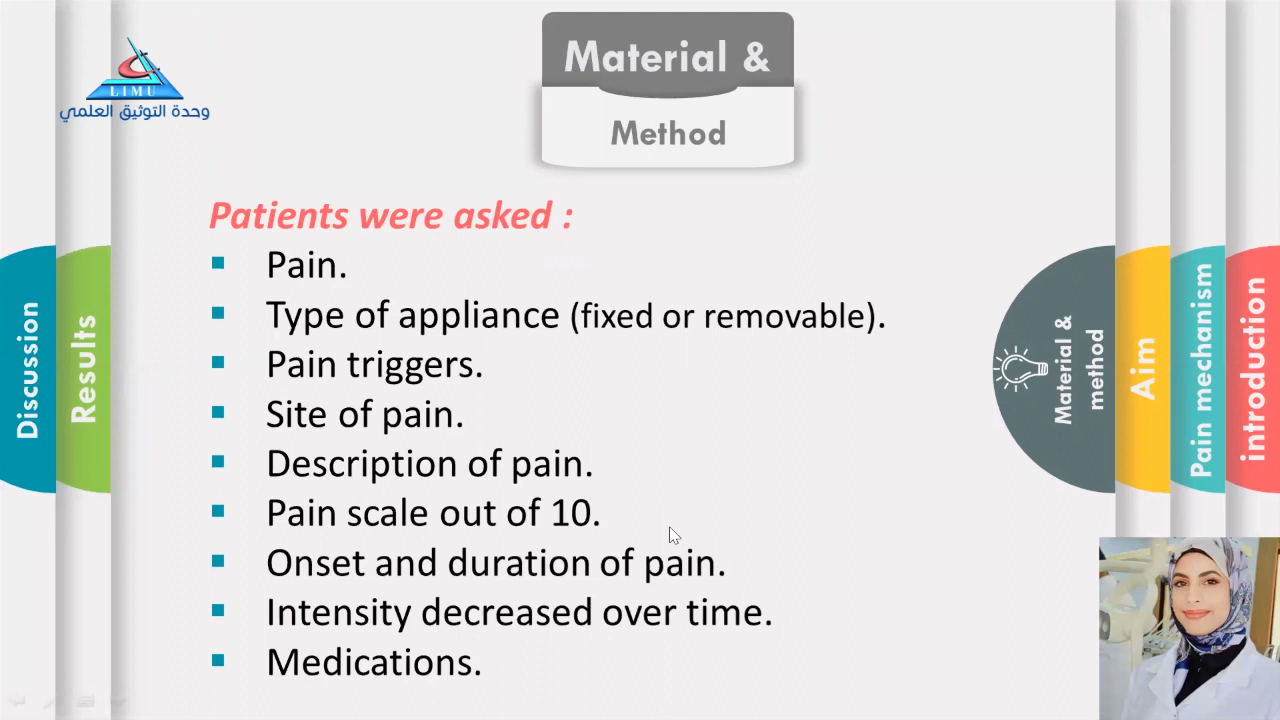 Material &
Method
LIMU
وحدة التوثيق العلمي
Patients were asked :
Pain.
Type of appliance (fixed or removable).
Pain triggers.
Site of pain.
Description of pain.
Pain scale out of 10.
Onset and duration of pain.
Intensity decreased over time.
Medications.
Discussion
Results
Material &
method
Aim
Pain mechanism
introduction